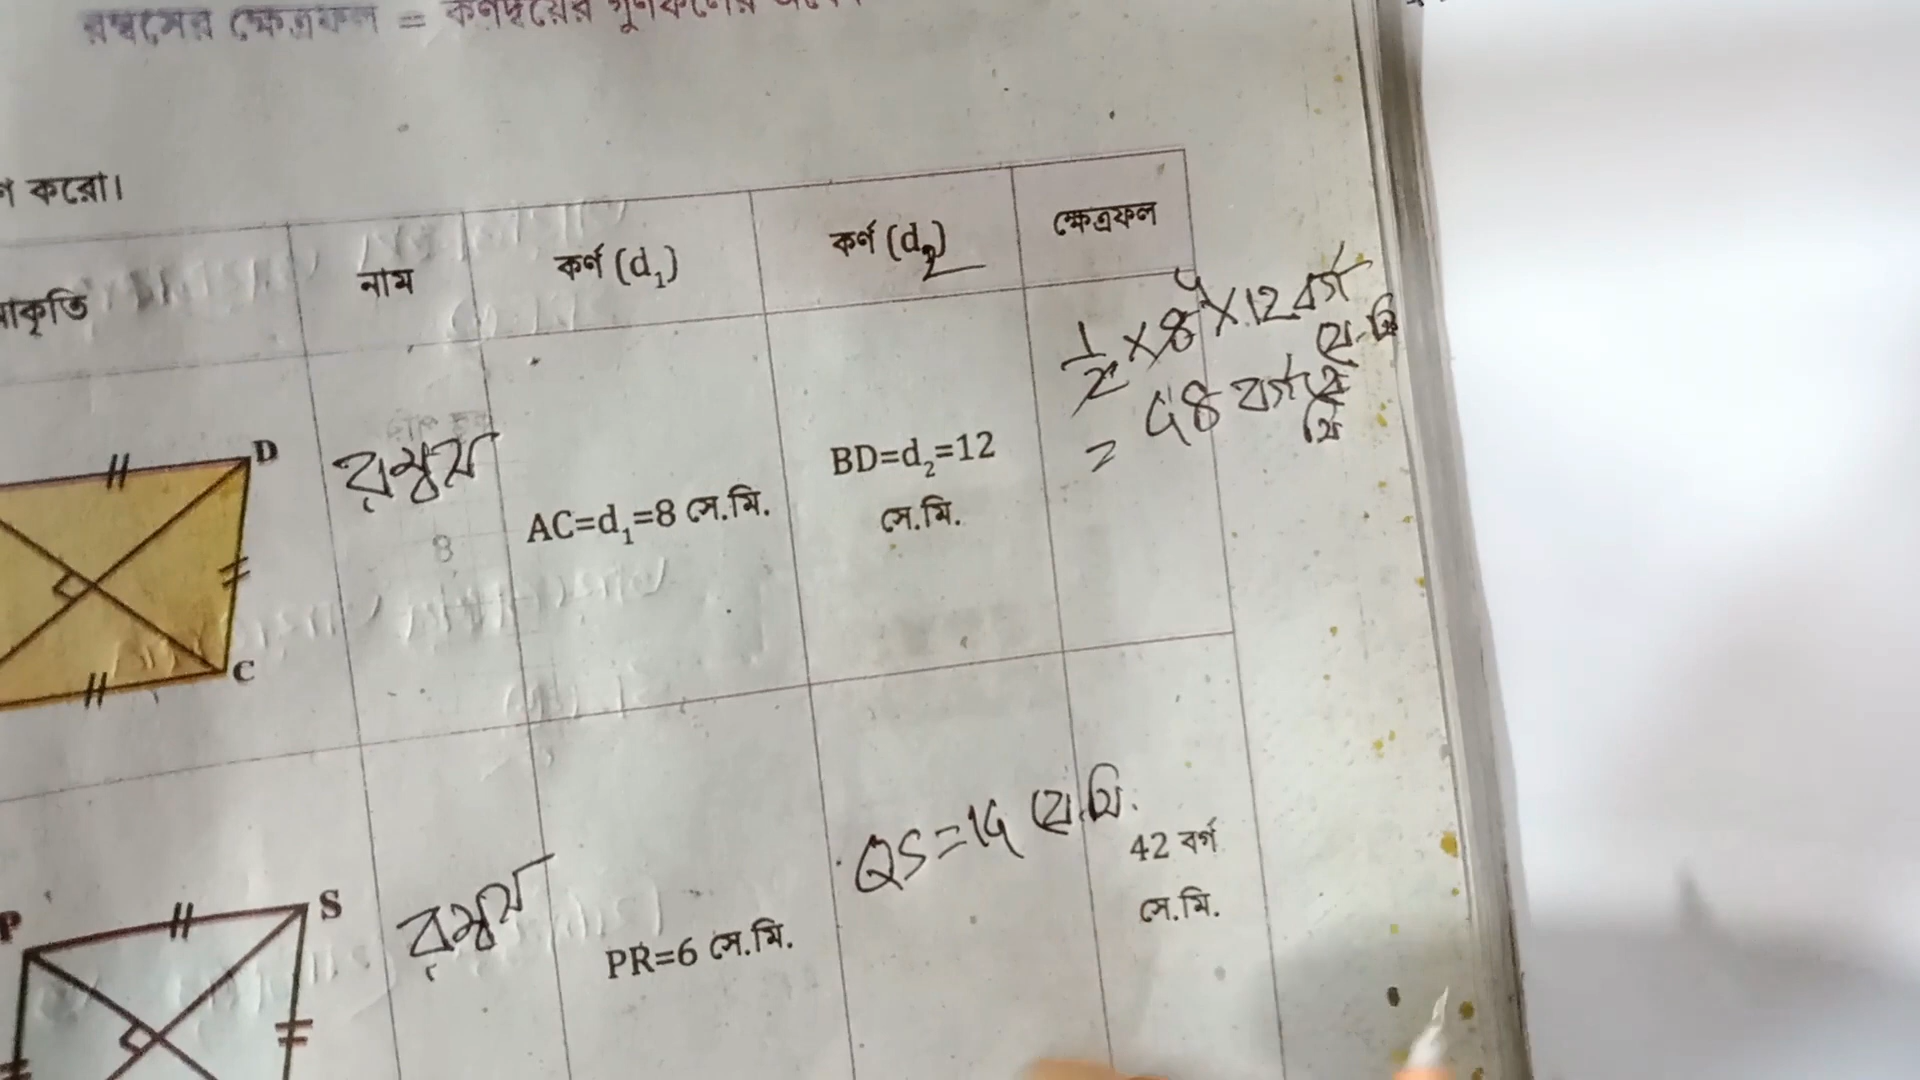 রম্বসের ক্ষেত্রফল = কর্ণদ্বয়ের গুণফলের
করো।
নাম
কর্ণ (d₁)
কর্ণ (d₂)
ক্ষেত্রফল
D
C
রম্বস
AC=d₁=8 সে.মি.
BD=d₂=12
সে.মি.
1/2 × 8 4 × 12 বর্গ
সে.মি
= 48 বর্গ সে
মি
P
S
রম্বস
PR=6 সে.মি.
QS=14 সে.মি.
42 বর্গ
সে.মি.